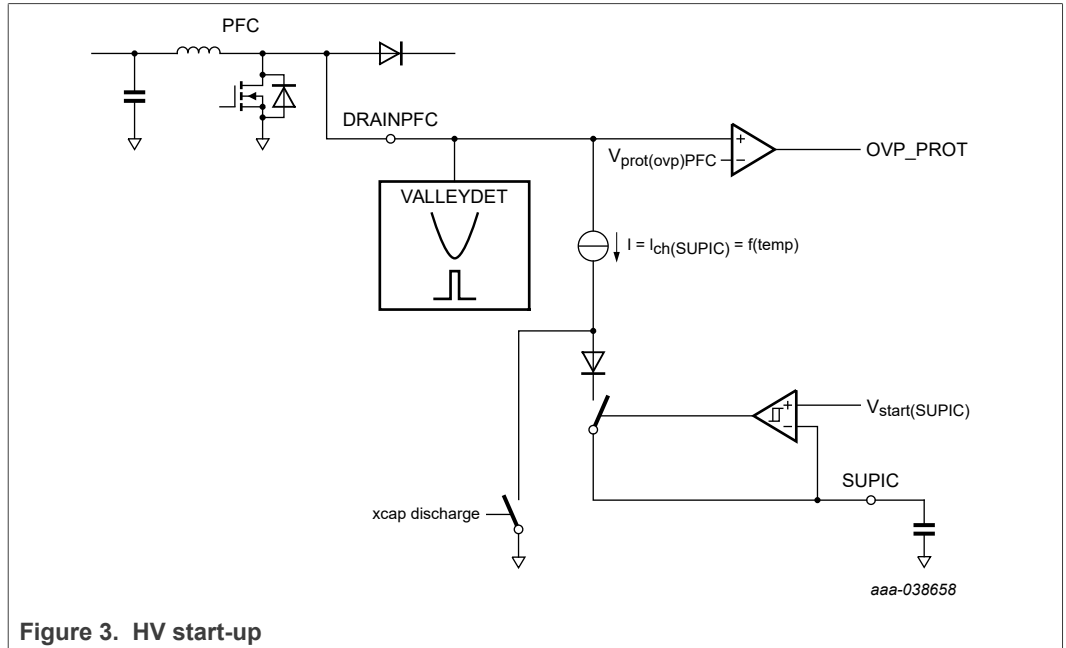 PFC
DRAINPFC
Vprot(ovp)PFC
+
−
OVP_PROT
VALLEYDET
I = Ich(SUPIC) = f(temp)
+
−
Vstart(SUPIC)
SUPIC
xcap discharge
aaa-038658
Figure 3. HV start-up